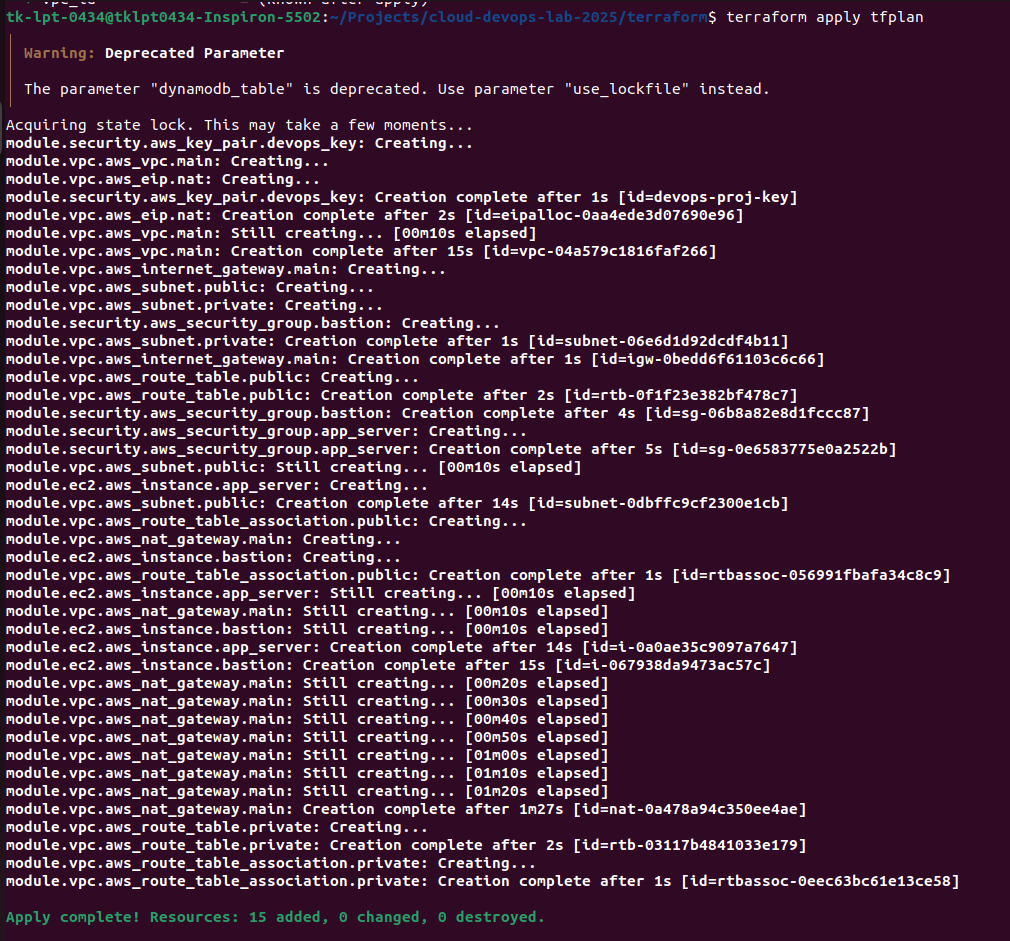 tk-lpt-0434@tklpt0434-Inspiron-5502:~/Projects/cloud-devops-lab-2025/terraform$ terraform apply tfplan
Warning: Deprecated Parameter
The parameter "dynamodb_table" is deprecated. Use parameter "use_lockfile" instead.
Acquiring state lock. This may take a few moments...
module.security.aws_key_pair.devops_key: Creating...
module.vpc.aws_vpc.main: Creating...
module.vpc.aws_eip.nat: Creating...
module.security.aws_key_pair.devops_key: Creation complete after 1s [id=devops-proj-key]
module.vpc.aws_eip.nat: Creation complete after 2s [id=eipalloc-0aa4ede3d07690e96]
module.vpc.aws_vpc.main: Still creating... [00m10s elapsed]
module.vpc.aws_vpc.main: Creation complete after 15s [id=vpc-04a579c1816faf266]
module.vpc.aws_internet_gateway.main: Creating...
module.vpc.aws_subnet.public: Creating...
module.vpc.aws_subnet.private: Creating...
module.security.aws_security_group.bastion: Creating...
module.vpc.aws_subnet.private: Creation complete after 1s [id=subnet-06e6d1d92dcdf4b11]
module.vpc.aws_internet_gateway.main: Creation complete after 1s [id=igw-0bedd6f61103c6c66]
module.vpc.aws_route_table.public: Creating...
module.vpc.aws_route_table.public: Creation complete after 2s [id=rtb-0f1f23e382bf478c7]
module.security.aws_security_group.bastion: Creation complete after 4s [id=sg-06b8a82e8d1fccc87]
module.security.aws_security_group.app_server: Creating...
module.security.aws_security_group.app_server: Creation complete after 5s [id=sg-0e6583775e0a2522b]
module.vpc.aws_subnet.public: Still creating... [00m10s elapsed]
module.ec2.aws_instance.app_server: Creating...
module.vpc.aws_subnet.public: Creation complete after 14s [id=subnet-0dbffc9cf2300e1cb]
module.vpc.aws_route_table_association.public: Creating...
module.vpc.aws_nat_gateway.main: Creating...
module.ec2.aws_instance.bastion: Creating...
module.vpc.aws_route_table_association.public: Creation complete after 1s [id=rtbassoc-056991fbafa34c8c9]
module.ec2.aws_instance.app_server: Still creating... [00m10s elapsed]
module.vpc.aws_nat_gateway.main: Still creating... [00m10s elapsed]
module.ec2.aws_instance.bastion: Still creating... [00m10s elapsed]
module.ec2.aws_instance.app_server: Creation complete after 14s [id=i-0a0ae35c9097a7647]
module.ec2.aws_instance.bastion: Creation complete after 15s [id=i-067938da9473ac57c]
module.vpc.aws_nat_gateway.main: Still creating... [00m20s elapsed]
module.vpc.aws_nat_gateway.main: Still creating... [00m30s elapsed]
module.vpc.aws_nat_gateway.main: Still creating... [00m40s elapsed]
module.vpc.aws_nat_gateway.main: Still creating... [00m50s elapsed]
module.vpc.aws_nat_gateway.main: Still creating... [01m00s elapsed]
module.vpc.aws_nat_gateway.main: Still creating... [01m10s elapsed]
module.vpc.aws_nat_gateway.main: Still creating... [01m20s elapsed]
module.vpc.aws_nat_gateway.main: Creation complete after 1m27s [id=nat-0a478a94c350ee4ae]
module.vpc.aws_route_table.private: Creating...
module.vpc.aws_route_table.private: Creation complete after 2s [id=rtb-03117b4841033e179]
module.vpc.aws_route_table_association.private: Creating...
module.vpc.aws_route_table_association.private: Creation complete after 1s [id=rtbassoc-0eec63bc61e13ce58]
Apply complete! Resources: 15 added, 0 changed, 0 destroyed.